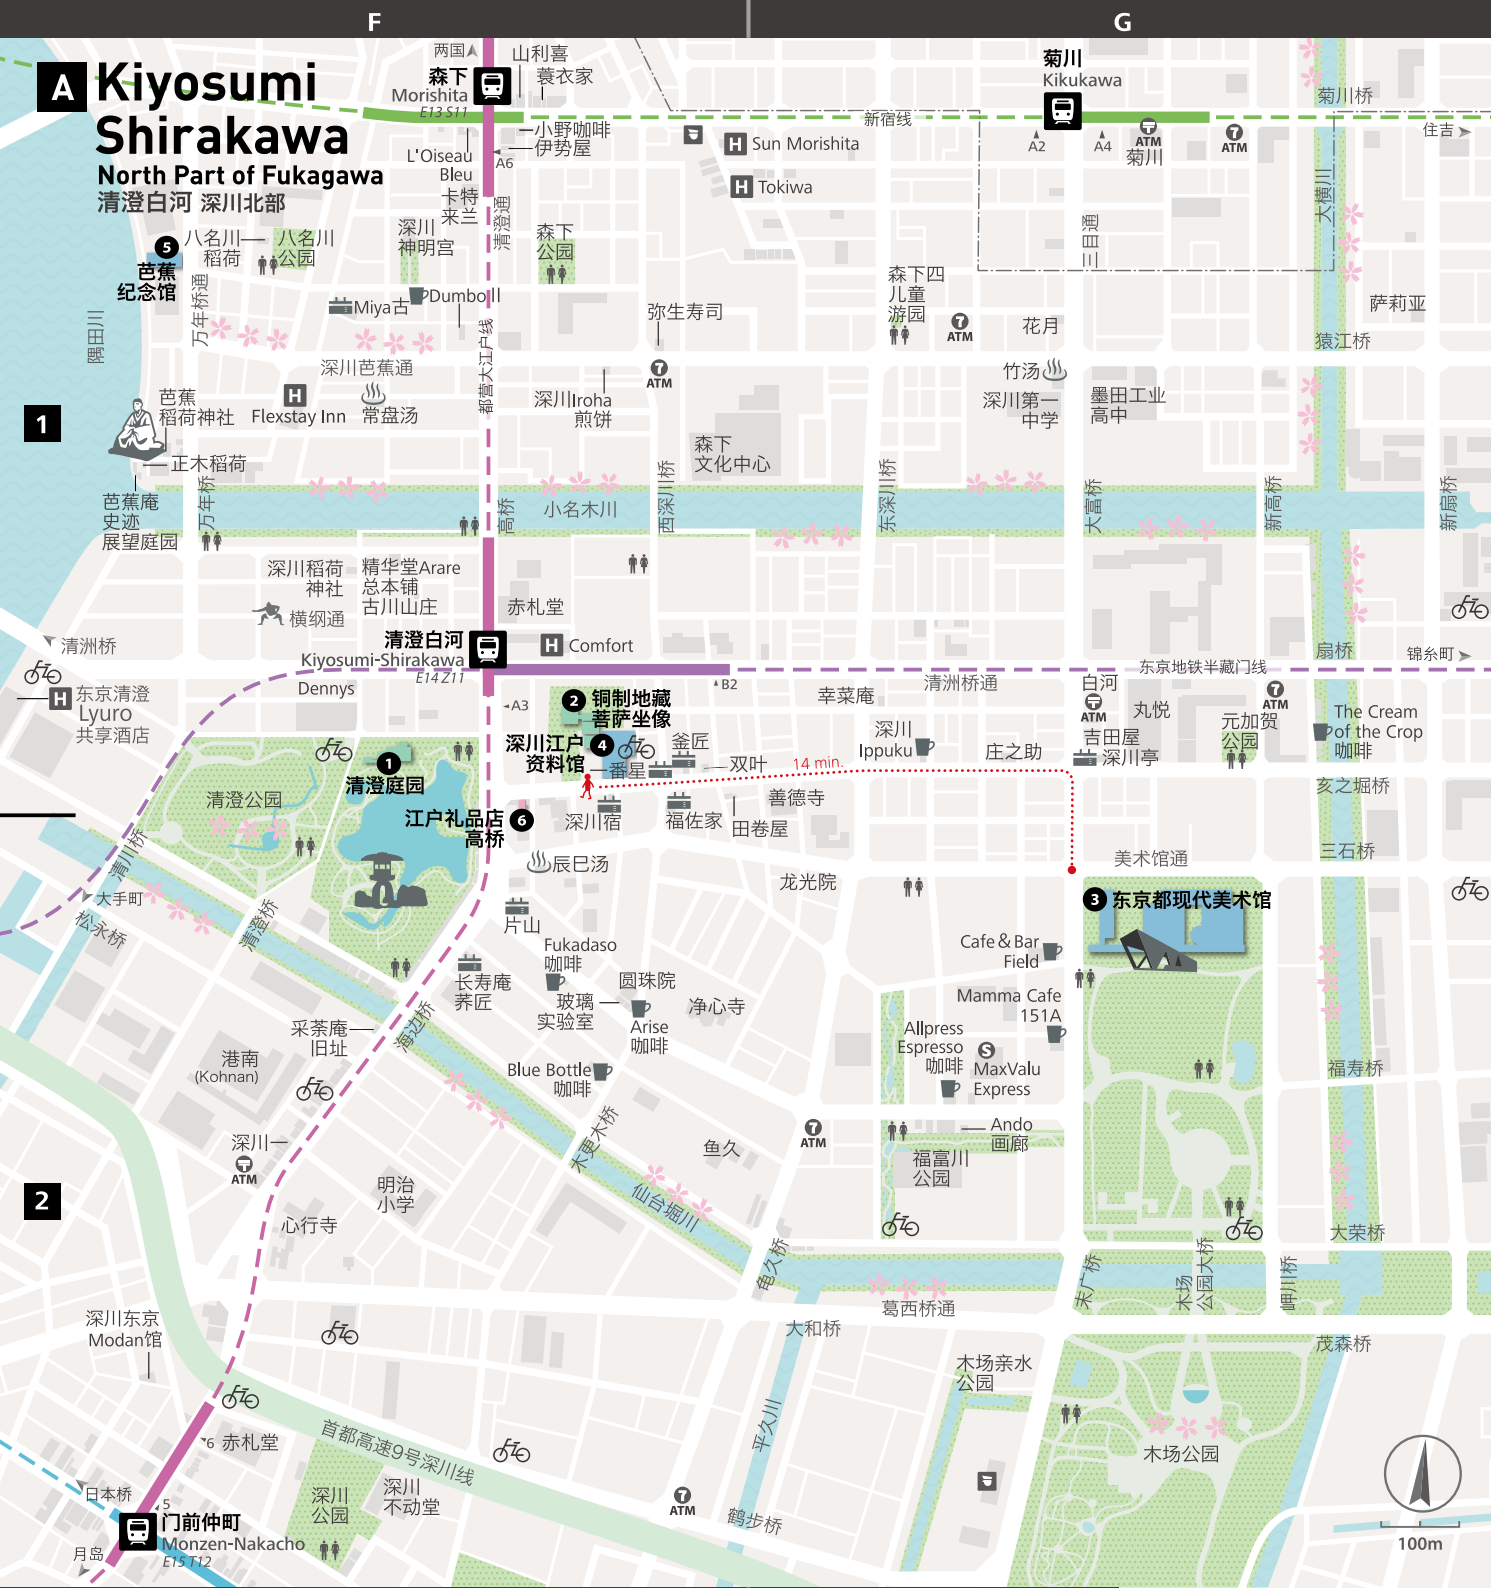 F
G
A
Kiyosumi
Shirakawa
North Part of Fukagawa
清澄白河 深川北部
两国
森下
Morishita
E13 S11
山利喜
蓑衣家
小野咖啡
伊势屋
A6
L'Oiseau
Bleu
卡特
来兰
清澄通
新宿线
Sun Morishita
Tokiwa
菊川
Kikukawa
A2
A4
ATM
菊川
ATM
菊川桥
住吉
大横川
三目通
5
芭蕉
纪念馆
八名川
稻荷
八名川
公园
深川
神明宫
森下
公园
万年桥通
隅田川
Miya古
Dumbo II
都营大江户线
弥生寿司
森下四
儿童
游园
ATM
花月
萨莉亚
猿江桥
深川芭蕉通
ATM
竹汤
深川第一
中学
墨田工业
高中
1
芭蕉
稻荷神社
Flexstay Inn
常盘汤
深川Iroha
煎饼
森下
文化中心
正木稻荷
芭蕉庵
史迹
展望庭园
万年桥
高桥
小名木川
西深川桥
东深川桥
大富桥
新高桥
新扇桥
深川稻荷
神社
横纲通
精华堂Arare
总本铺
古川山庄
赤札堂
清洲桥
清澄白河
Kiyosumi-Shirakawa
E14 Z11
Comfort
扇桥
东京地铁半藏门线
锦糸町
东京清澄
Lyuro
共享酒店
Dennys
A3
B2
2
铜制地藏
菩萨坐像
幸菜庵
清洲桥通
白河
ATM
丸悦
元加贺
公园
ATM
The Cream
of the Crop
咖啡
深川江户
资料馆
4
釜匠
番星
双叶
14 min.
深川
Ippuku
庄之助
吉田屋
深川亭
1
清澄庭园
清澄公园
江户礼品店
高桥
6
深川宿
福佐家
田卷屋
善德寺
亥之堀桥
清川桥
辰巳汤
龙光院
美术馆通
三石桥
大手町
松永桥
清澄桥
片山
3
东京都现代美术馆
Fukadaso
咖啡
长寿庵
荞匠
玻璃
实验室
圆珠院
净心寺
Arise
咖啡
Cafe & Bar
Field
Mamma Cafe
151A
采荼庵
旧址
海边桥
港南
(Kohnan)
Blue Bottle
咖啡
Allpress
Espresso
咖啡
MaxValu
Express
福寿桥
深川一
ATM
木更木桥
鱼久
ATM
Ando
画廊
福富川
公园
2
明治
小学
心行寺
仙台堀川
龟久桥
大荣桥
末广桥
木场
公园大桥
岬川桥
葛西桥通
大和桥
茂森桥
深川东京
Modan馆
木场亲水
公园
平久川
6
赤札堂
首都高速9号深川线
木场公园
日本桥
5
门前仲町
Monzen-Nakacho
E15 T12
月岛
深川
公园
深川
不动堂
ATM
鹤步桥
100m